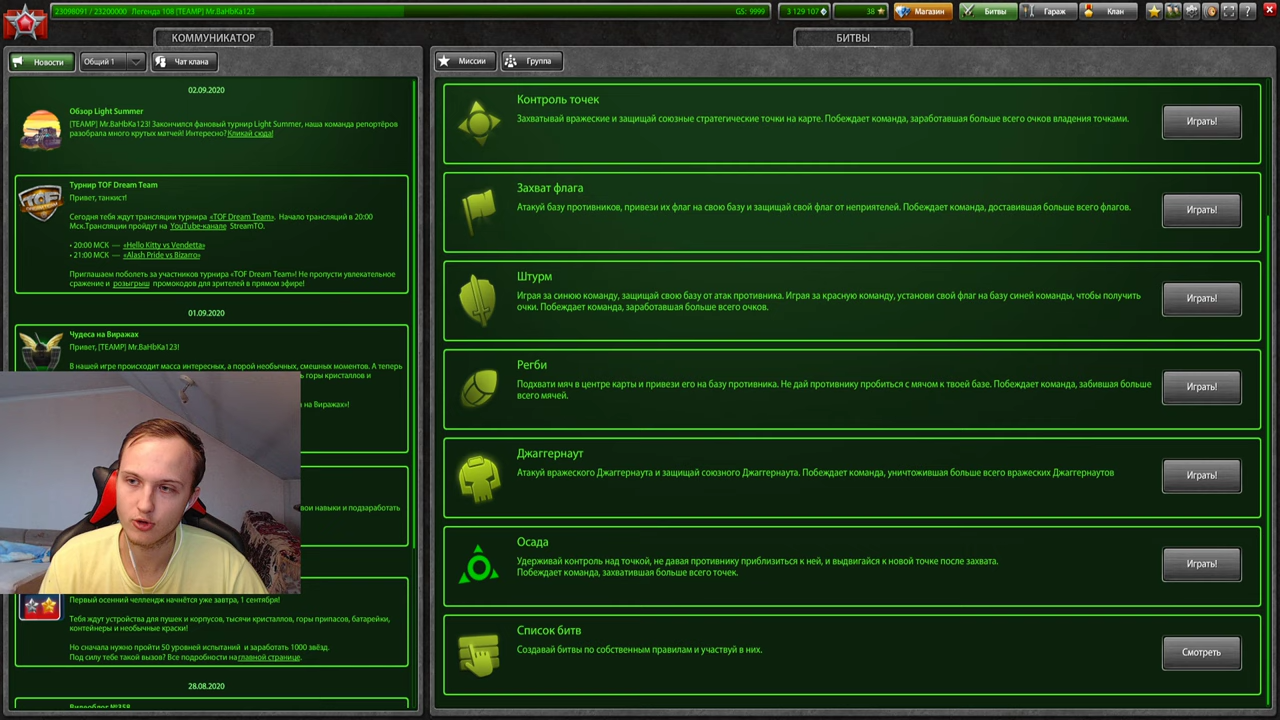 23098091 / 23200000 Легенда 108 [TEAMP] Mr.BaHbKa123
GS: 9999
3 129 107
38
Магазин
Битвы
Гараж
Клан
?
КОММУНИКАТОР
БИТВЫ
Новости
Общий 1
Чат клана
Миссии
Группа
02.09.2020
Обзор Light Summer
[TEAMP] Mr.BaHbKa123! Закончился фановый турнир Light Summer, наша команда репортёров
разобрала много крутых матчей! Интересно? Кликай сюда!
TOF
Турнир TOF Dream Team
Привет, танкист!
Сегодня тебя ждут трансляции турнира «TOF Dream Team». Начало трансляций в 20:00
Мск.Трансляции пройдут на YouTube-канале StreamTO.
• 20:00 МСК — «Hello Kitty vs Vendetta»
• 21:00 МСК — «Alash Pride vs Bizarro»
Приглашаем поболеть за участников турнира «TOF Dream Team»! Не пропусти увлекательное
сражение и розыгрыш промокодов для зрителей в прямом эфире!
01.09.2020
Чудеса на Виражах
Привет, [TEAMP] Mr.BaHbKa123!
В нашей игре происходит масса интересных, а порой необычных, смешных моментов. А теперь
горы кристаллов и
на Виражах»!
свои навыки и подзаработать
Первый осенний челлендж начнётся уже завтра, 1 сентября!
Тебя ждут устройства для пушек и корпусов, тысячи кристаллов, горы припасов, батарейки,
контейнеры и необычные краски!
Но сначала нужно пройти 50 уровней испытаний и заработать 1000 звёзд.
Под силу тебе такой вызов? Все подробности на главной странице.
28.08.2020
Видеоблог №358
Контроль точек
Захватывай вражеские и защищай союзные стратегические точки на карте. Побеждает команда, заработавшая больше всего очков владения точками.
Играть!
Захват флага
Атакуй базу противников, привези их флаг на свою базу и защищай свой флаг от неприятелей. Побеждает команда, доставившая больше всего флагов.
Играть!
Штурм
Играя за синюю команду, защищай свою базу от атак противника. Играя за красную команду, установи свой флаг на базу синей команды, чтобы получить
очки. Побеждает команда, заработавшая больше всего очков.
Играть!
Регби
Подхвати мяч в центре карты и привези его на базу противника. Не дай противнику пробиться с мячом к твоей базе. Побеждает команда, забившая больше
всего мячей.
Играть!
Джаггернаут
Атакуй вражеского Джаггернаута и защищай союзного Джаггернаута. Побеждает команда, уничтожившая больше всего вражеских Джаггернаутов
Играть!
Осада
Удерживай контроль над точкой, не давая противнику приблизиться к ней, и выдвигайся к новой точке после захвата.
Побеждает команда, захватившая больше всего точек.
Играть!
Список битв
Создавай битвы по собственным правилам и участвуй в них.
Смотреть